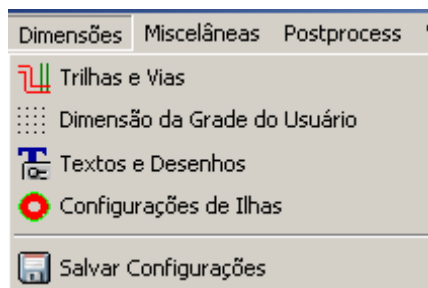 Dimensões Miscelâneas Postprocess
Trilhas e Vias
Dimensão da Grade do Usuário
Textos e Desenhos
Configurações de Ilhas
Salvar Configurações